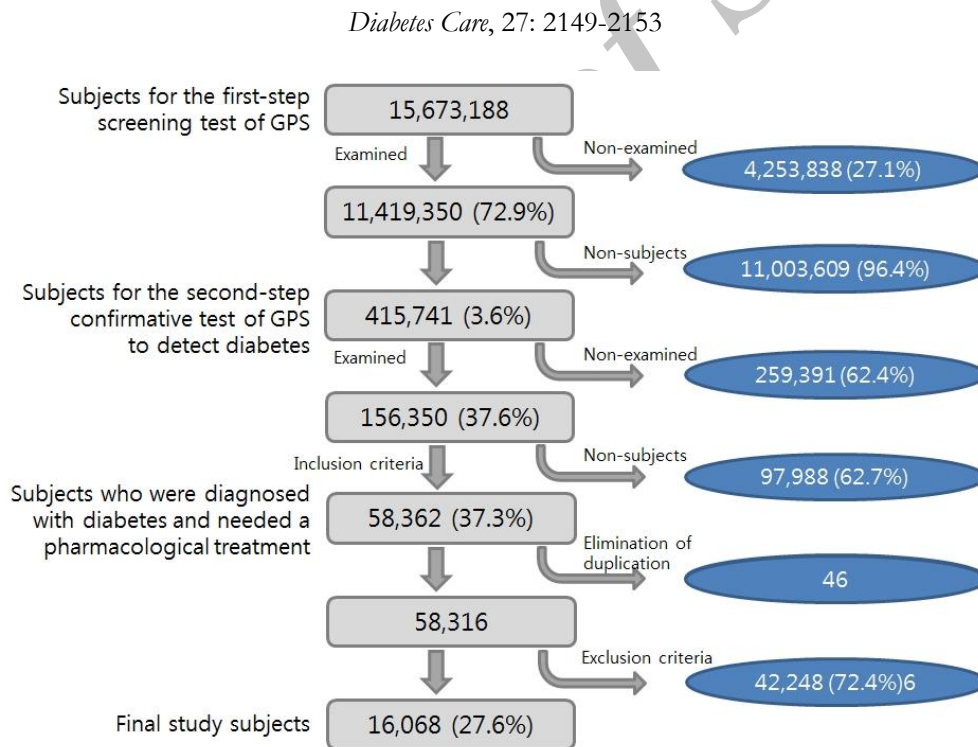 Diabetes Care, 27: 2149-2153
Subjects for the first-step
screening test of GPS
15,673,188
Examined
Non-examined
4,253,838 (27.1%)
11,419,350 (72.9%)
Non-subjects
11,003,609 (96.4%)
Subjects for the second-step
confirmative test of GPS
to detect diabetes
415,741 (3.6%)
Examined
Non-examined
259,391 (62.4%)
156,350 (37.6%)
Inclusion criteria
Non-subjects
97,988 (62.7%)
Subjects who were diagnosed
with diabetes and needed a
pharmacological treatment
58,362 (37.3%)
Elimination of
duplication
46
58,316
Exclusion criteria
42,248 (72.4%)6
Final study subjects
16,068 (27.6%)